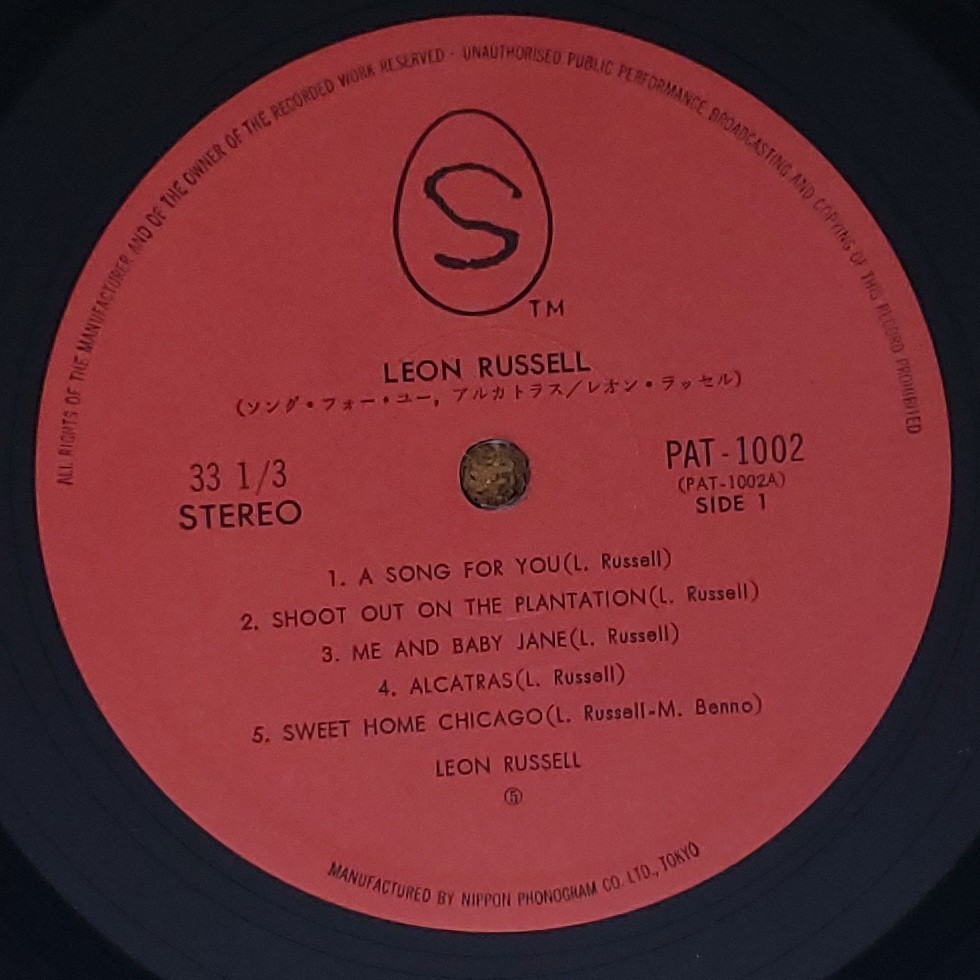 ALL RIGHTS OF THE MANUFACTURER AND OF THE OWNER OF THE RECORDED WORK RESERVED · UNAUTHORISED PUBLIC PERFORMANCE BROADCASTING AND COPYING OF THIS RECORD PROHIBITED
S
TM
LEON RUSSELL
(ソング・フォー・ユー, アルカトラス/レオン・ラッセル)
33 1/3
STEREO
PAT-1002
(PAT-1002A)
SIDE 1
1. A SONG FOR YOU(L. Russell)
2. SHOOT OUT ON THE PLANTATION(L. Russell)
3. ME AND BABY JANE(L. Russell)
4. ALCATRAS(L. Russell)
5. SWEET HOME CHICAGO(L. Russell-M. Benno)
LEON RUSSELL
⑤
MANUFACTURED BY NIPPON PHONOGRAM CO. LTD., TOKYO